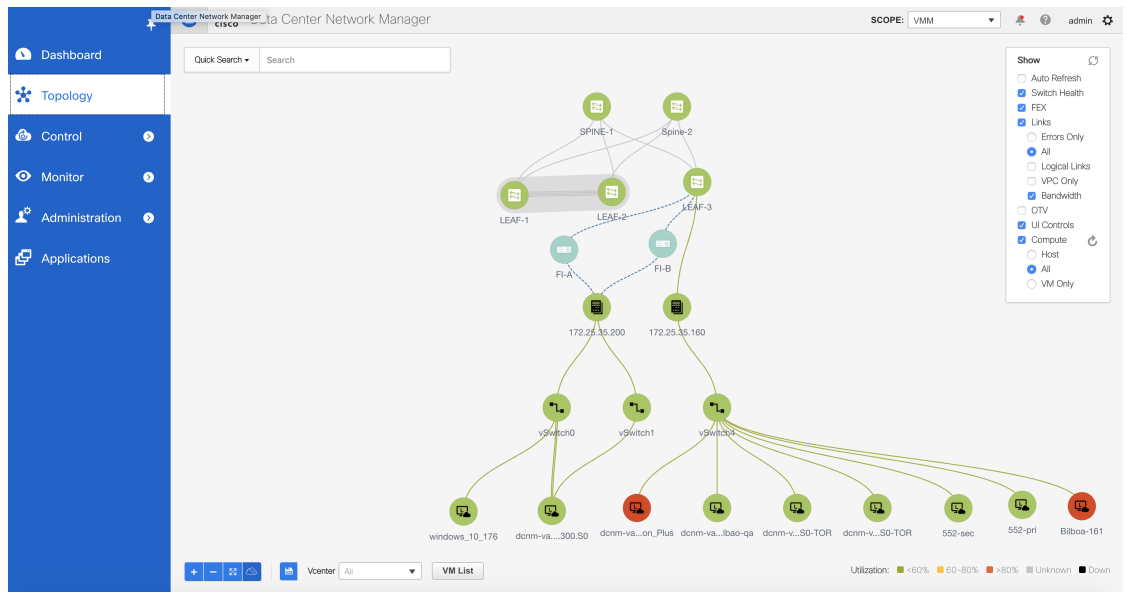 Data Center Network Manager
cisco Data Center Network Manager
SCOPE: VMM
admin
Dashboard
Topology
Control
Monitor
Administration
Applications
Quick Search
Search
Show
Auto Refresh
Switch Health
FEX
Links
Errors Only
All
Logical Links
VPC Only
Bandwidth
OTV
UI Controls
Compute
Host
All
VM Only
SPINE-1
Spine-2
LEAF-1
LEAF-2
LEAF-3
FI-A
FI-B
172.25.35.200
172.25.35.160
vSwitch0
vSwitch1
vSwitch4
windows_10_176
dcnm-va....300.S0
dcnm-va...on_Plus
dcnm-va...lbao-qa
dcnm-v...S0-TOR
dcnm-v...S0-TOR
552-sec
552-pri
Bilboa-161
Vcenter
All
VM List
Utilization: <60% 60-80% >80% Unknown Down